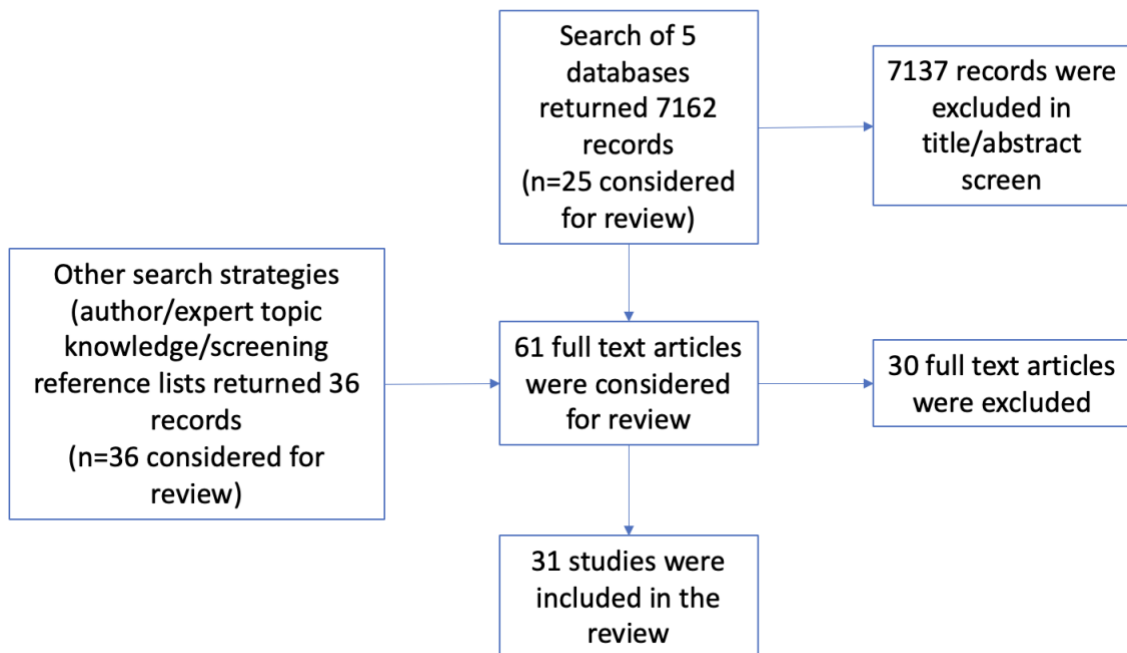 Search of 5
databases
returned 7162
records
(n=25 considered
for review)
7137 records were
excluded in
title/abstract
screen
Other search strategies
(author/expert topic
knowledge/screening
reference lists returned 36
records
(n=36 considered for
review)
61 full text articles
were considered
for review
30 full text articles
were excluded
31 studies were
included in the
review